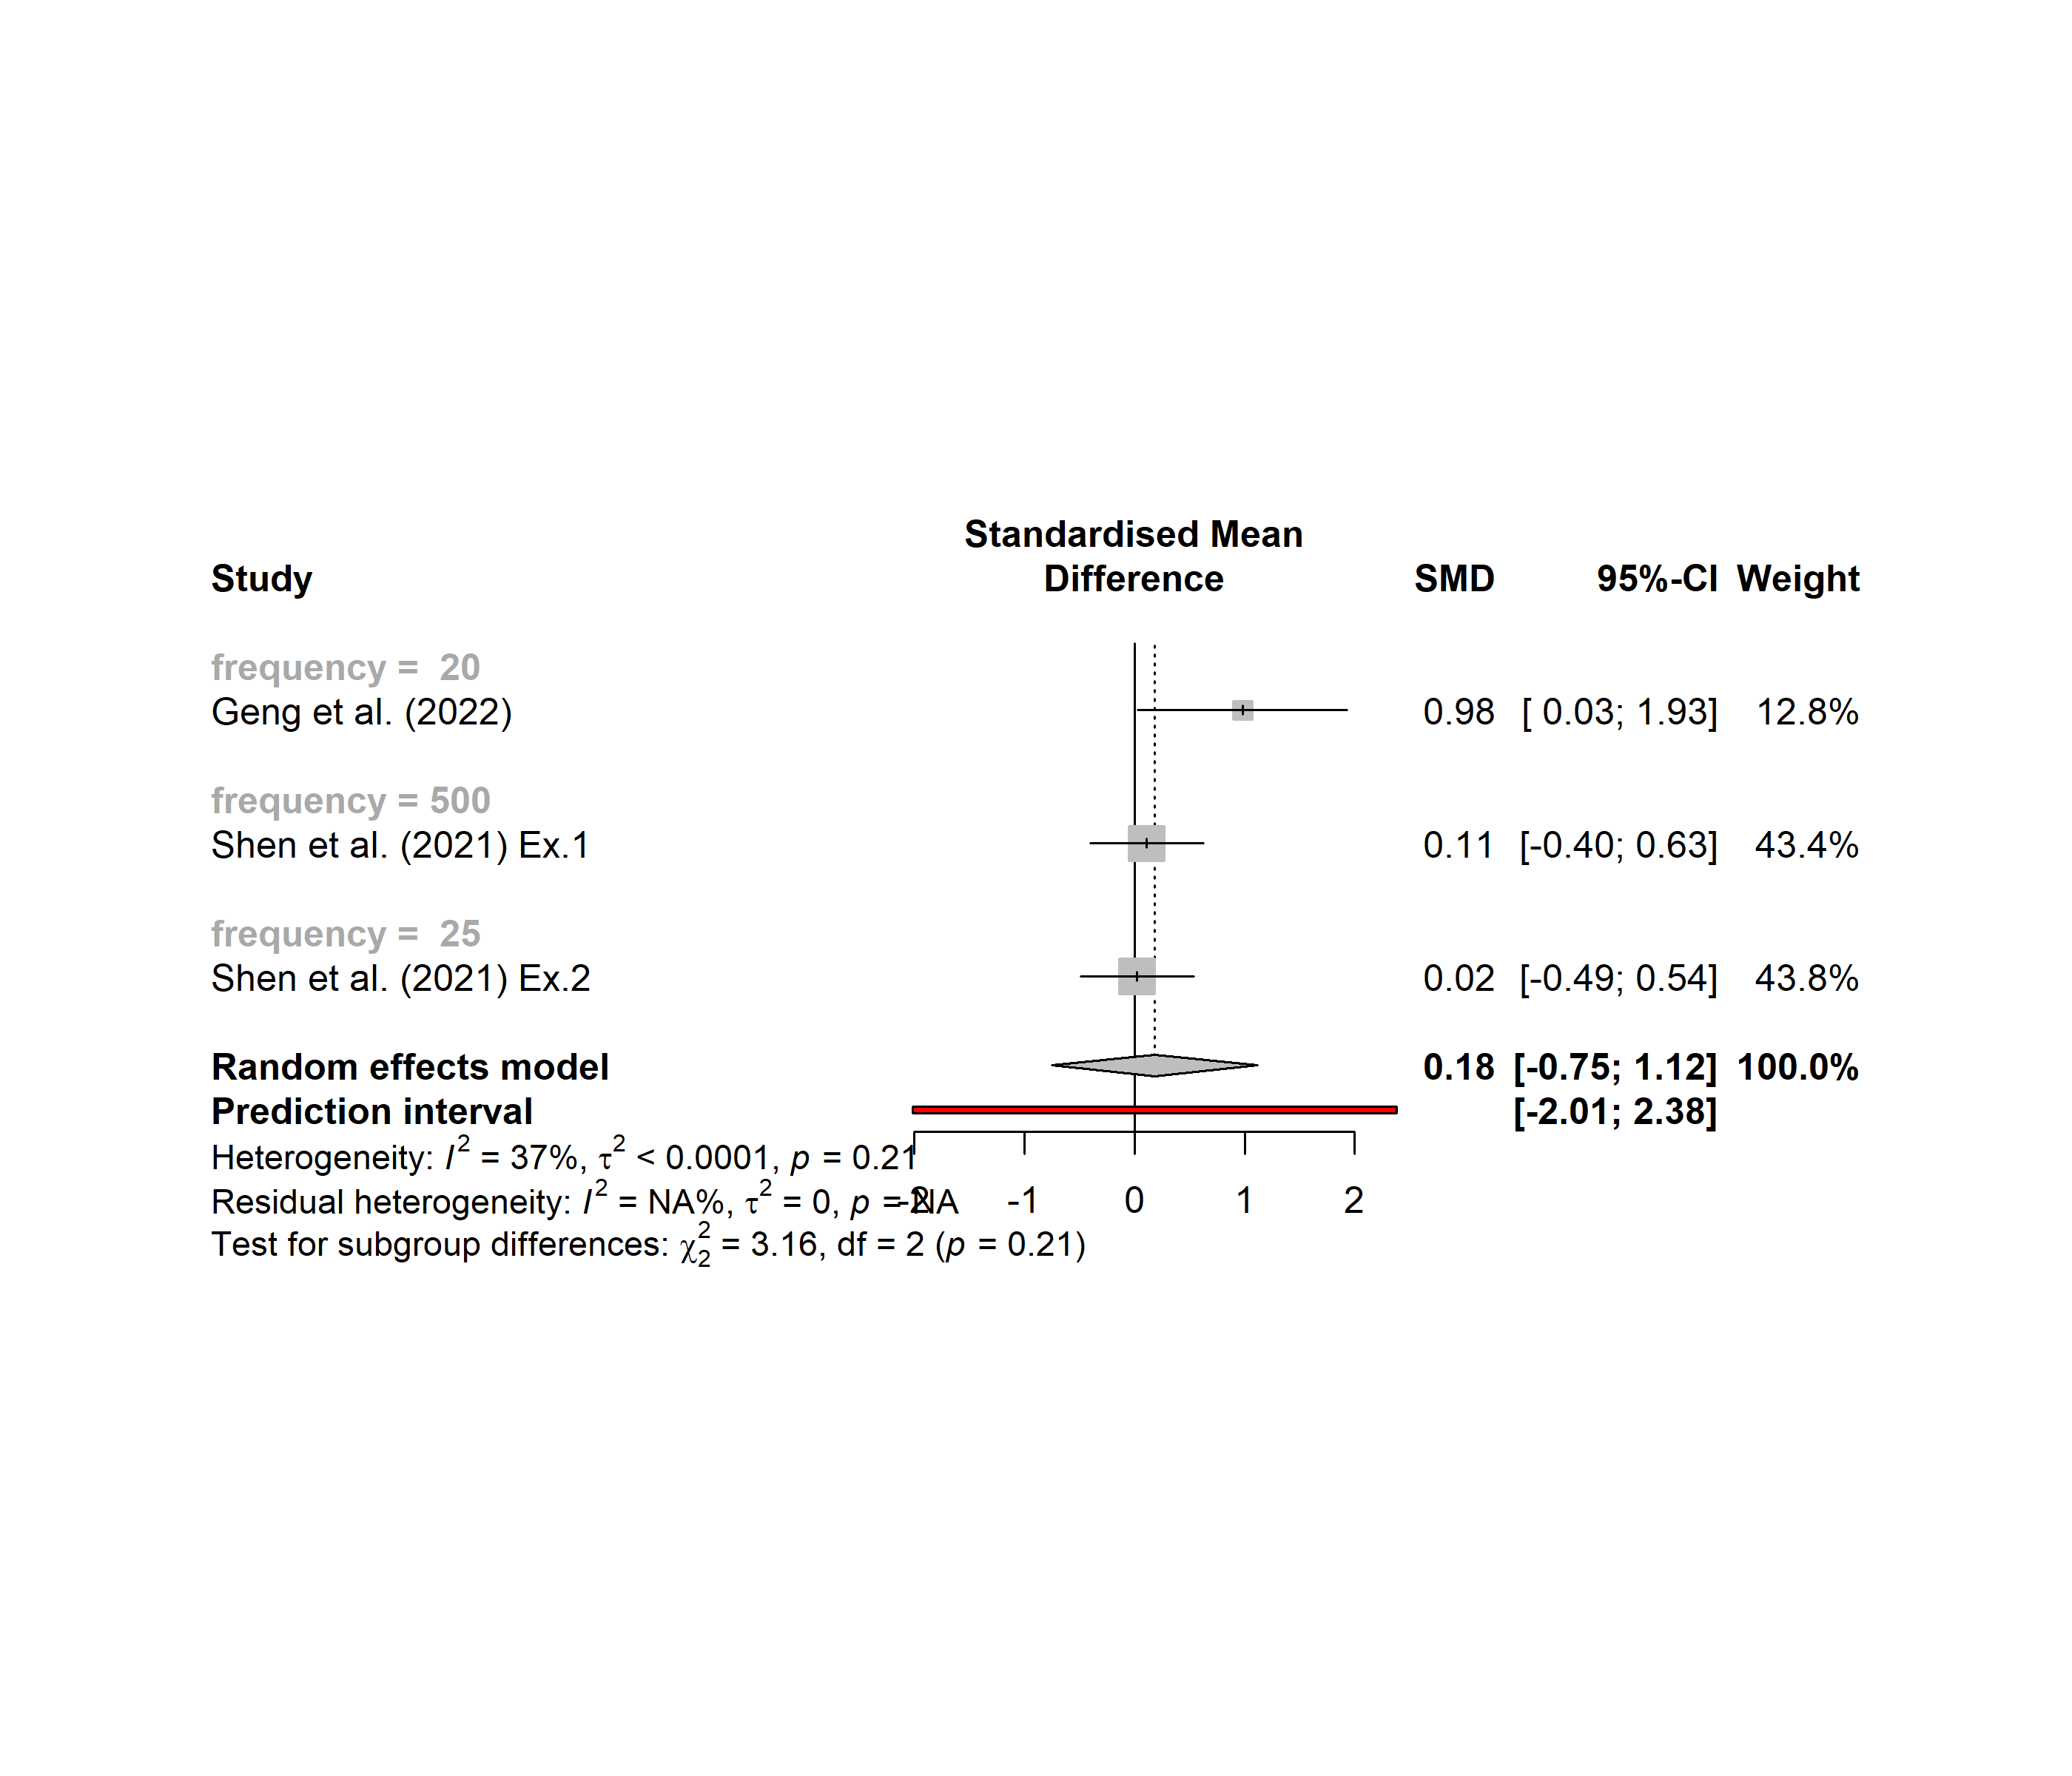 Standardised Mean
Study Difference SMD 95%-CI Weight
frequency = 20
Geng et al. (2022) 0.98 [ 0.03; 1.93] 12.8%
frequency = 500
Shen et al. (2021) Ex.1 0.11 [-0.40; 0.63] 43.4%
frequency = 25
Shen et al. (2021) Ex.2 0.02 [-0.49; 0.54] 43.8%
Random effects model 0.18 [-0.75; 1.12] 100.0%
Prediction interval [-2.01; 2.38]
Heterogeneity: I² = 37%, τ² < 0.0001, p = 0.21
Residual heterogeneity: I² = NA%, τ² = 0, p = NA
-2 -1 0 1 2
Test for subgroup differences: χ²₂ = 3.16, df = 2 (p = 0.21)